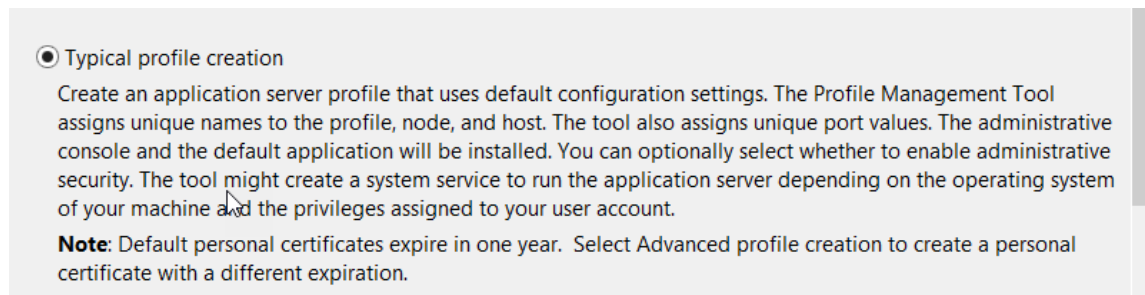 Typical profile creation
Create an application server profile that uses default configuration settings. The Profile Management Tool
assigns unique names to the profile, node, and host. The tool also assigns unique port values. The administrative
console and the default application will be installed. You can optionally select whether to enable administrative
security. The tool might create a system service to run the application server depending on the operating system
of your machine and the privileges assigned to your user account.
Note: Default personal certificates expire in one year.  Select Advanced profile creation to create a personal
certificate with a different expiration.